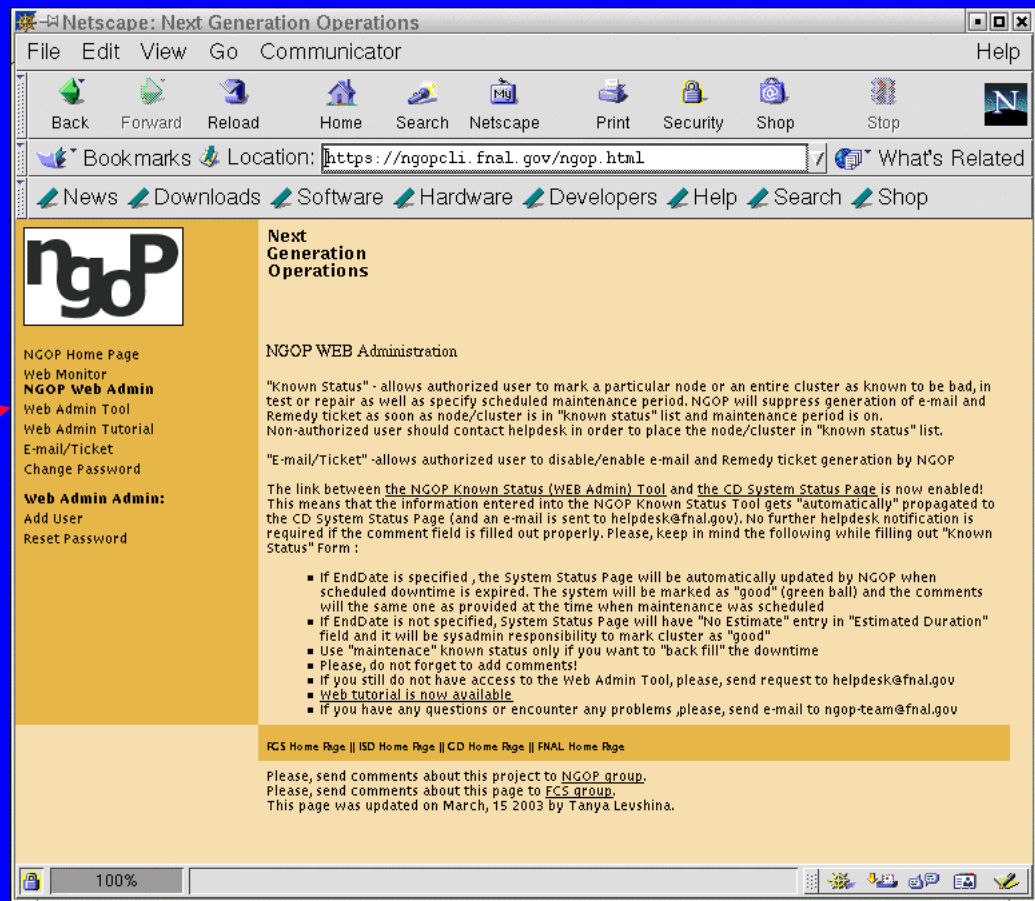 Netscape: Next Generation Operations
File Edit View Go Communicator Help
Back Forward Reload Home Search Netscape Print Security Shop Stop
My
N
Bookmarks Location: https://ngopcli.fnal.gov/ngop.html What's Related
News Downloads Software Hardware Developers Help Search Shop
ngop
Next
Generation
Operations
NGOP Home Page
Web Monitor
NGOP Web Admin
Web Admin Tool
Web Admin Tutorial
E-mail/Ticket
Change Password
Web Admin Admin:
Add User
Reset Password
NGOP WEB Administration
"Known Status" - allows authorized user to mark a particular node or an entire cluster as known to be bad, in
test or repair as well as specify scheduled maintenance period. NGOP will suppress generation of e-mail and
Remedy ticket as soon as node/cluster is in "known status" list and maintenance period is on.
Non-authorized user should contact helpdesk in order to place the node/cluster in "known status" list.
"E-mail/Ticket" -allows authorized user to disable/enable e-mail and Remedy ticket generation by NGOP
The link between the NGOP Known Status (WEB Admin) Tool and the CD System Status Page is now enabled!
This means that the information entered into the NGOP Known Status Tool gets "automatically" propagated to
the CD System Status Page (and an e-mail is sent to helpdesk@fnal.gov). No further helpdesk notification is
required if the comment field is filled out properly. Please, keep in mind the following while filling out "Known
Status" Form :
If EndDate is specified , the System Status Page will be automatically updated by NGOP when
scheduled downtime is expired. The system will be marked as "good" (green ball) and the comments
will the same one as provided at the time when maintenance was scheduled
If EndDate is not specified, System Status Page will have "No Estimate" entry in "Estimated Duration"
field and it will be sysadmin responsibility to mark cluster as "good"
Use "maintenace" known status only if you want to "back fill" the downtime
Please, do not forget to add comments!
If you still do not have access to the Web Admin Tool, please, send request to helpdesk@fnal.gov
Web tutorial is now available
If you have any questions or encounter any problems ,please, send e-mail to ngop-team@fnal.gov
FCS Home Page || ISD Home Page || CD Home Page || FNAL Home Page
Please, send comments about this project to NGOP group.
Please, send comments about this page to FCS group.
This page was updated on March, 15 2003 by Tanya Levshina.
100%